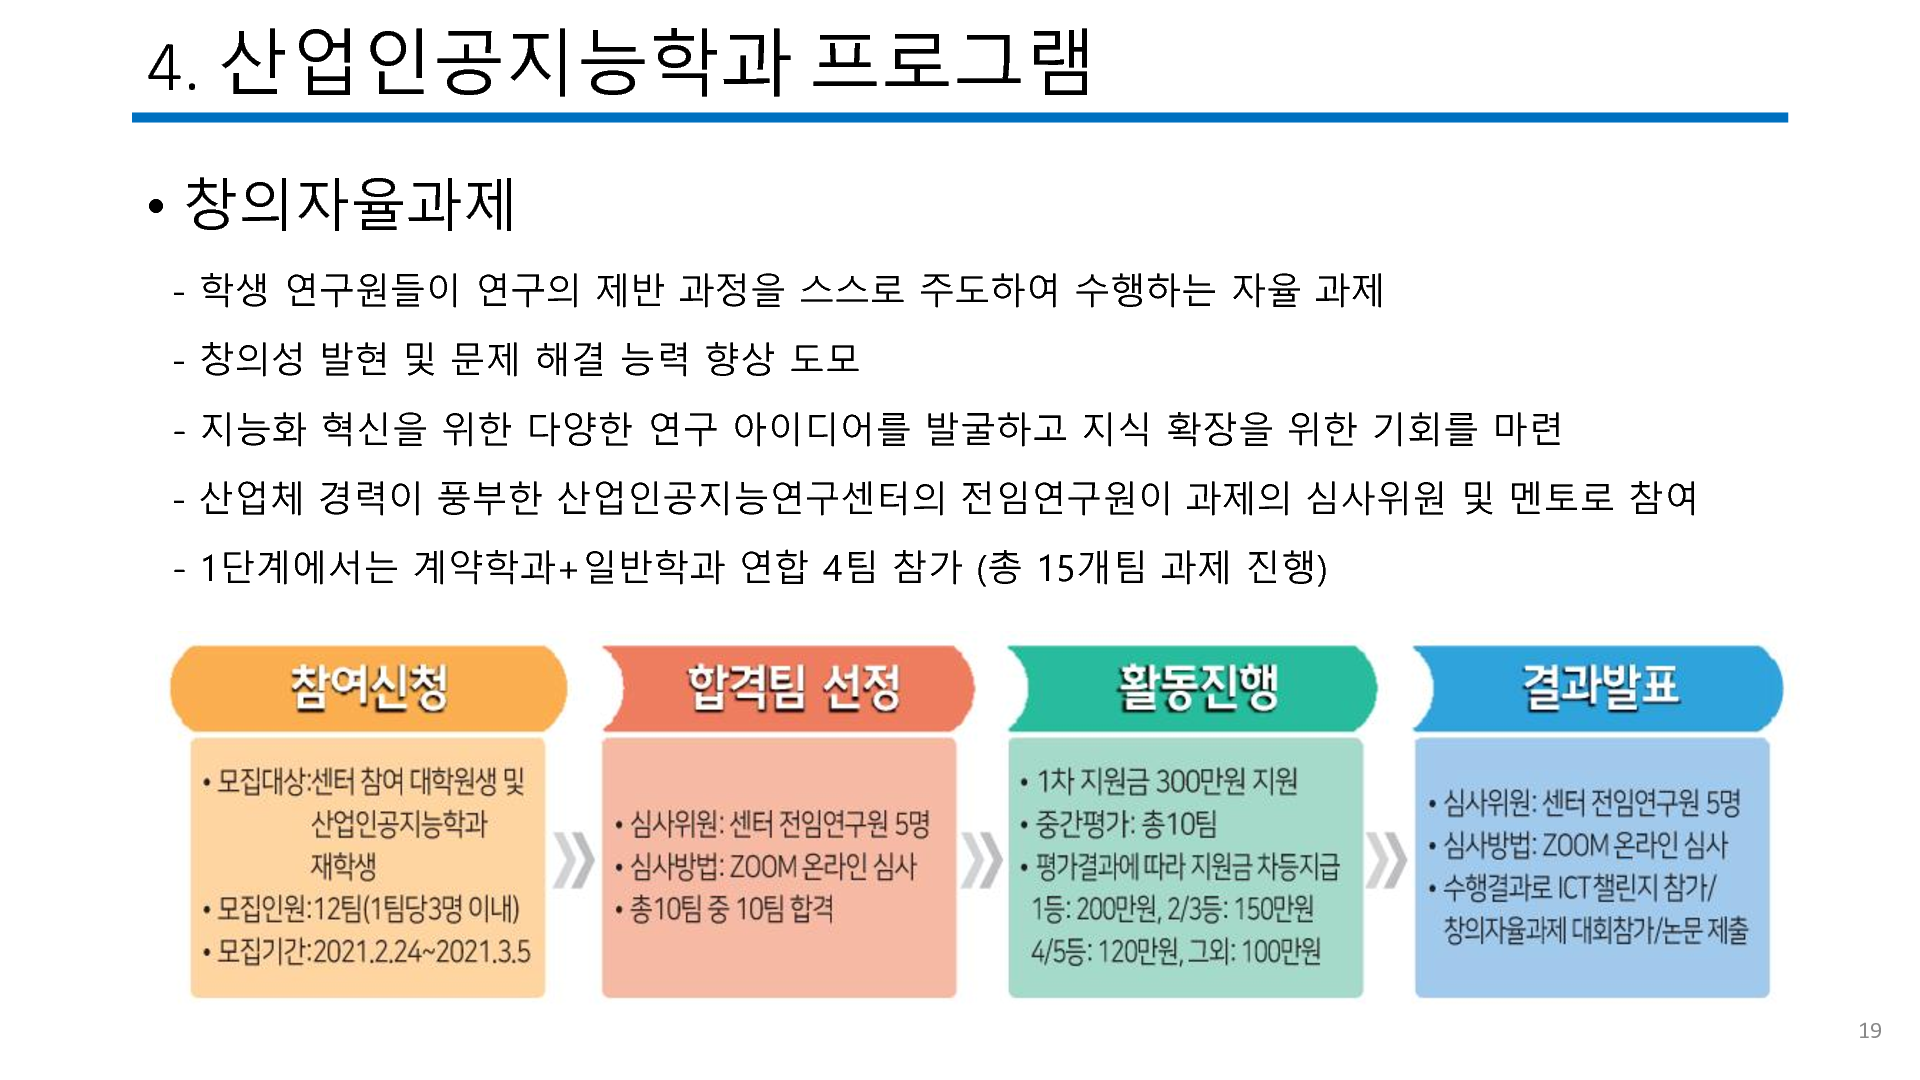 4. 산업인공지능학과 프로그램
• 창의자율과제
- 학생 연구원들이 연구의 제반 과정을 스스로 주도하여 수행하는 자율 과제
- 창의성 발현 및 문제 해결 능력 향상 도모
- 지능화 혁신을 위한 다양한 연구 아이디어를 발굴하고 지식 확장을 위한 기회를 마련
- 산업체 경력이 풍부한 산업인공지능연구센터의 전임연구원이 과제의 심사위원 및 멘토로 참여
- 1단계에서는 계약학과+일반학과 연합 4팀 참가 (총 15개팀 과제 진행)
참여신청
• 모집대상:센터 참여 대학원생 및
산업인공지능학과
재학생
• 모집인원:12팀(1팀당3명 이내)
• 모집기간:2021.2.24~2021.3.5
합격팀 선정
• 심사위원: 센터 전임연구원 5명
• 심사방법: ZOOM 온라인 심사
• 총10팀 중 10팀 합격
활동진행
• 1차 지원금 300만원 지원
• 중간평가: 총10팀
• 평가결과에 따라 지원금 차등지급
1등: 200만원, 2/3등: 150만원
4/5등: 120만원, 그외: 100만원
결과발표
• 심사위원: 센터 전임연구원 5명
• 심사방법: ZOOM 온라인 심사
• 수행결과로 ICT챌린지 참가/
창의자율과제 대회참가/논문 제출
19